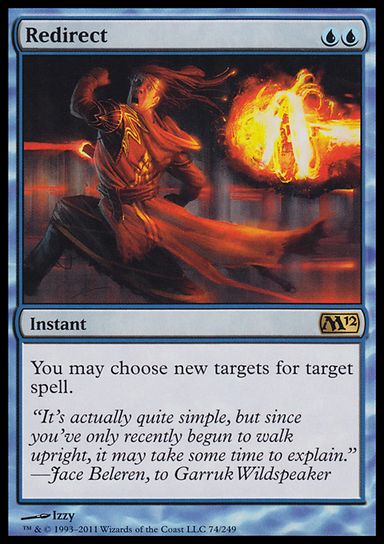 Redirect
Instant
M12
You may choose new targets for target
spell.
“It’s actually quite simple, but since
you’ve only recently begun to walk
upright, it may take some time to explain.”
—Jace Beleren, to Garruk Wildspeaker
Izzy
™ & © 1993–2011 Wizards of the Coast LLC 74/249